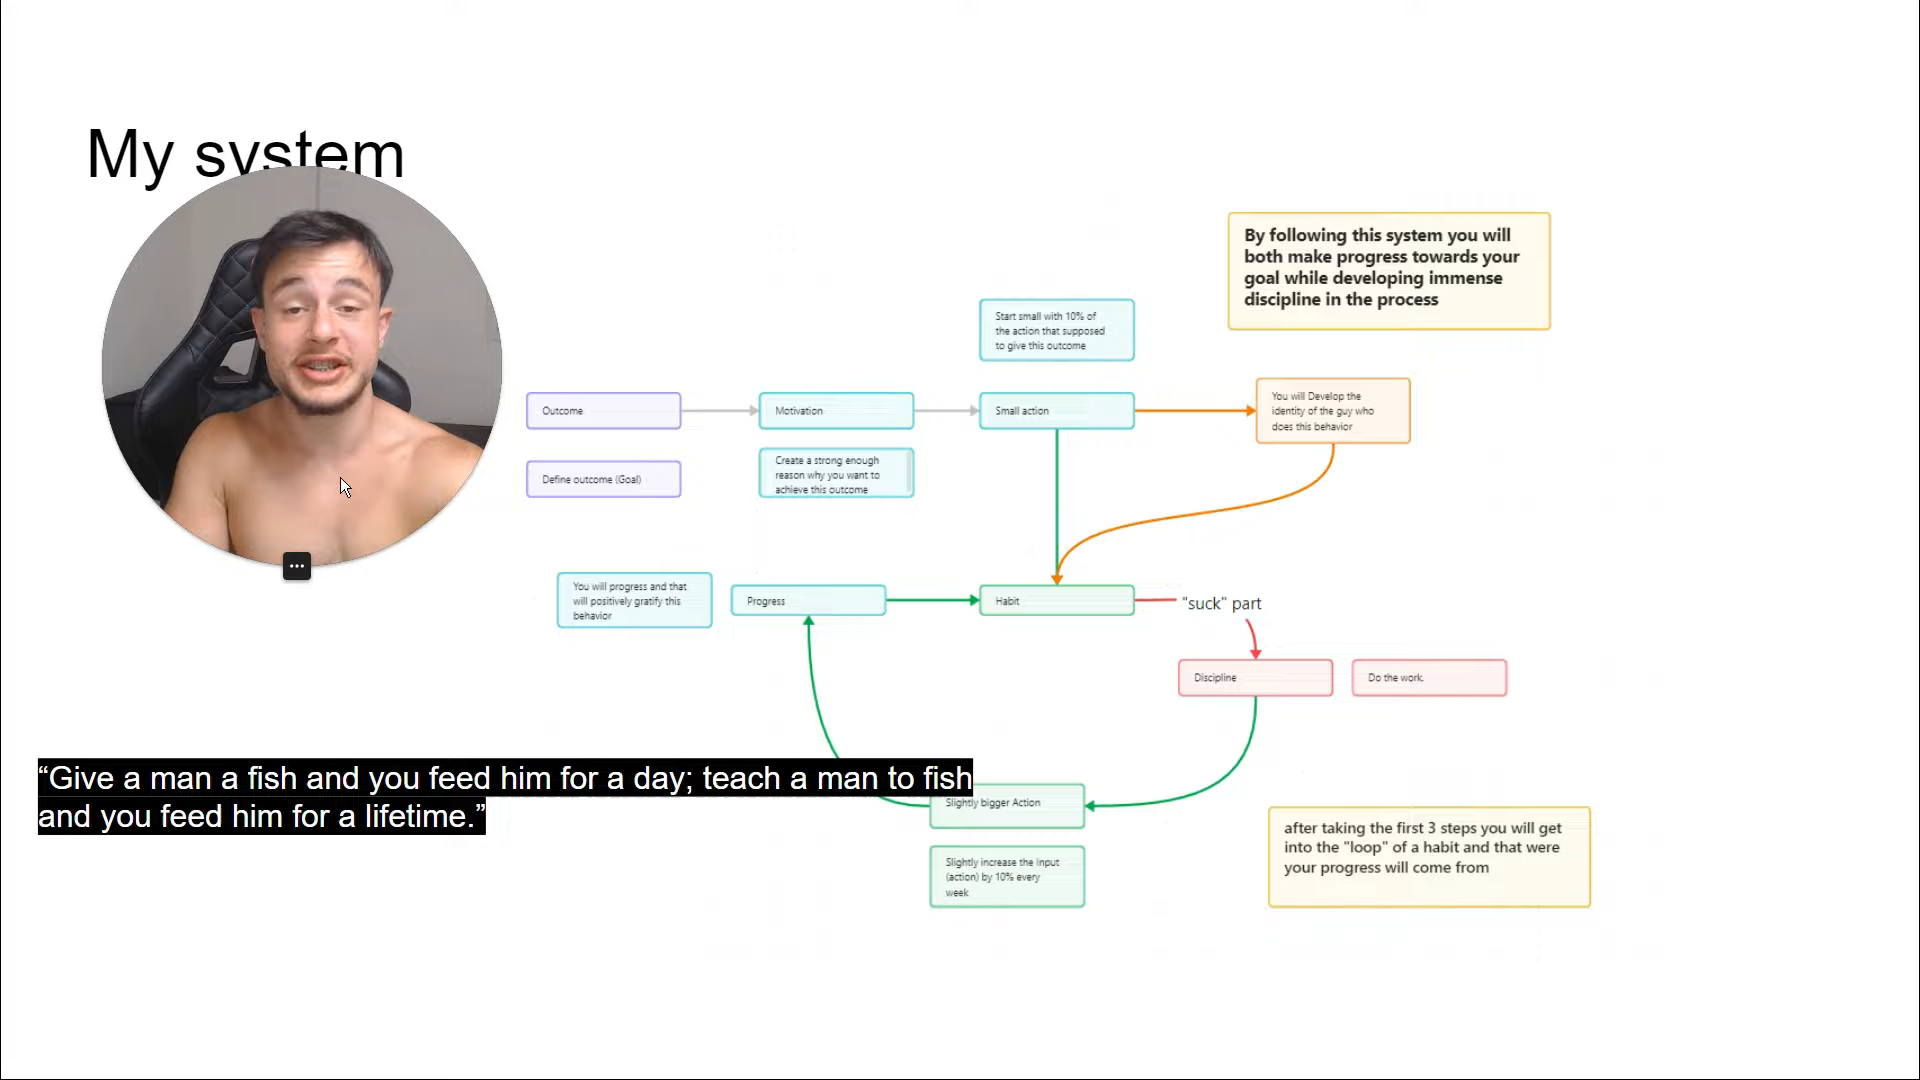 My system
By following this system you will
both make progress towards your
goal while developing immense
discipline in the process
Start small with 10% of
the action that supposed
to give this outcome
Outcome
Motivation
Small action
You will Develop the
identity of the guy who
does this behavior
Define outcome (Goal)
Create a strong enough
reason why you want to
achieve this outcome
You will progress and that
will positively gratify this
behavior
Progress
Habit
"suck" part
Discipline
Do the work.
“Give a man a fish and you feed him for a day; teach a man to fish
and you feed him for a lifetime.”
Slightly bigger Action
Slightly increase the Input
(action) by 10% every
week
after taking the first 3 steps you will get
into the "loop" of a habit and that were
your progress will come from